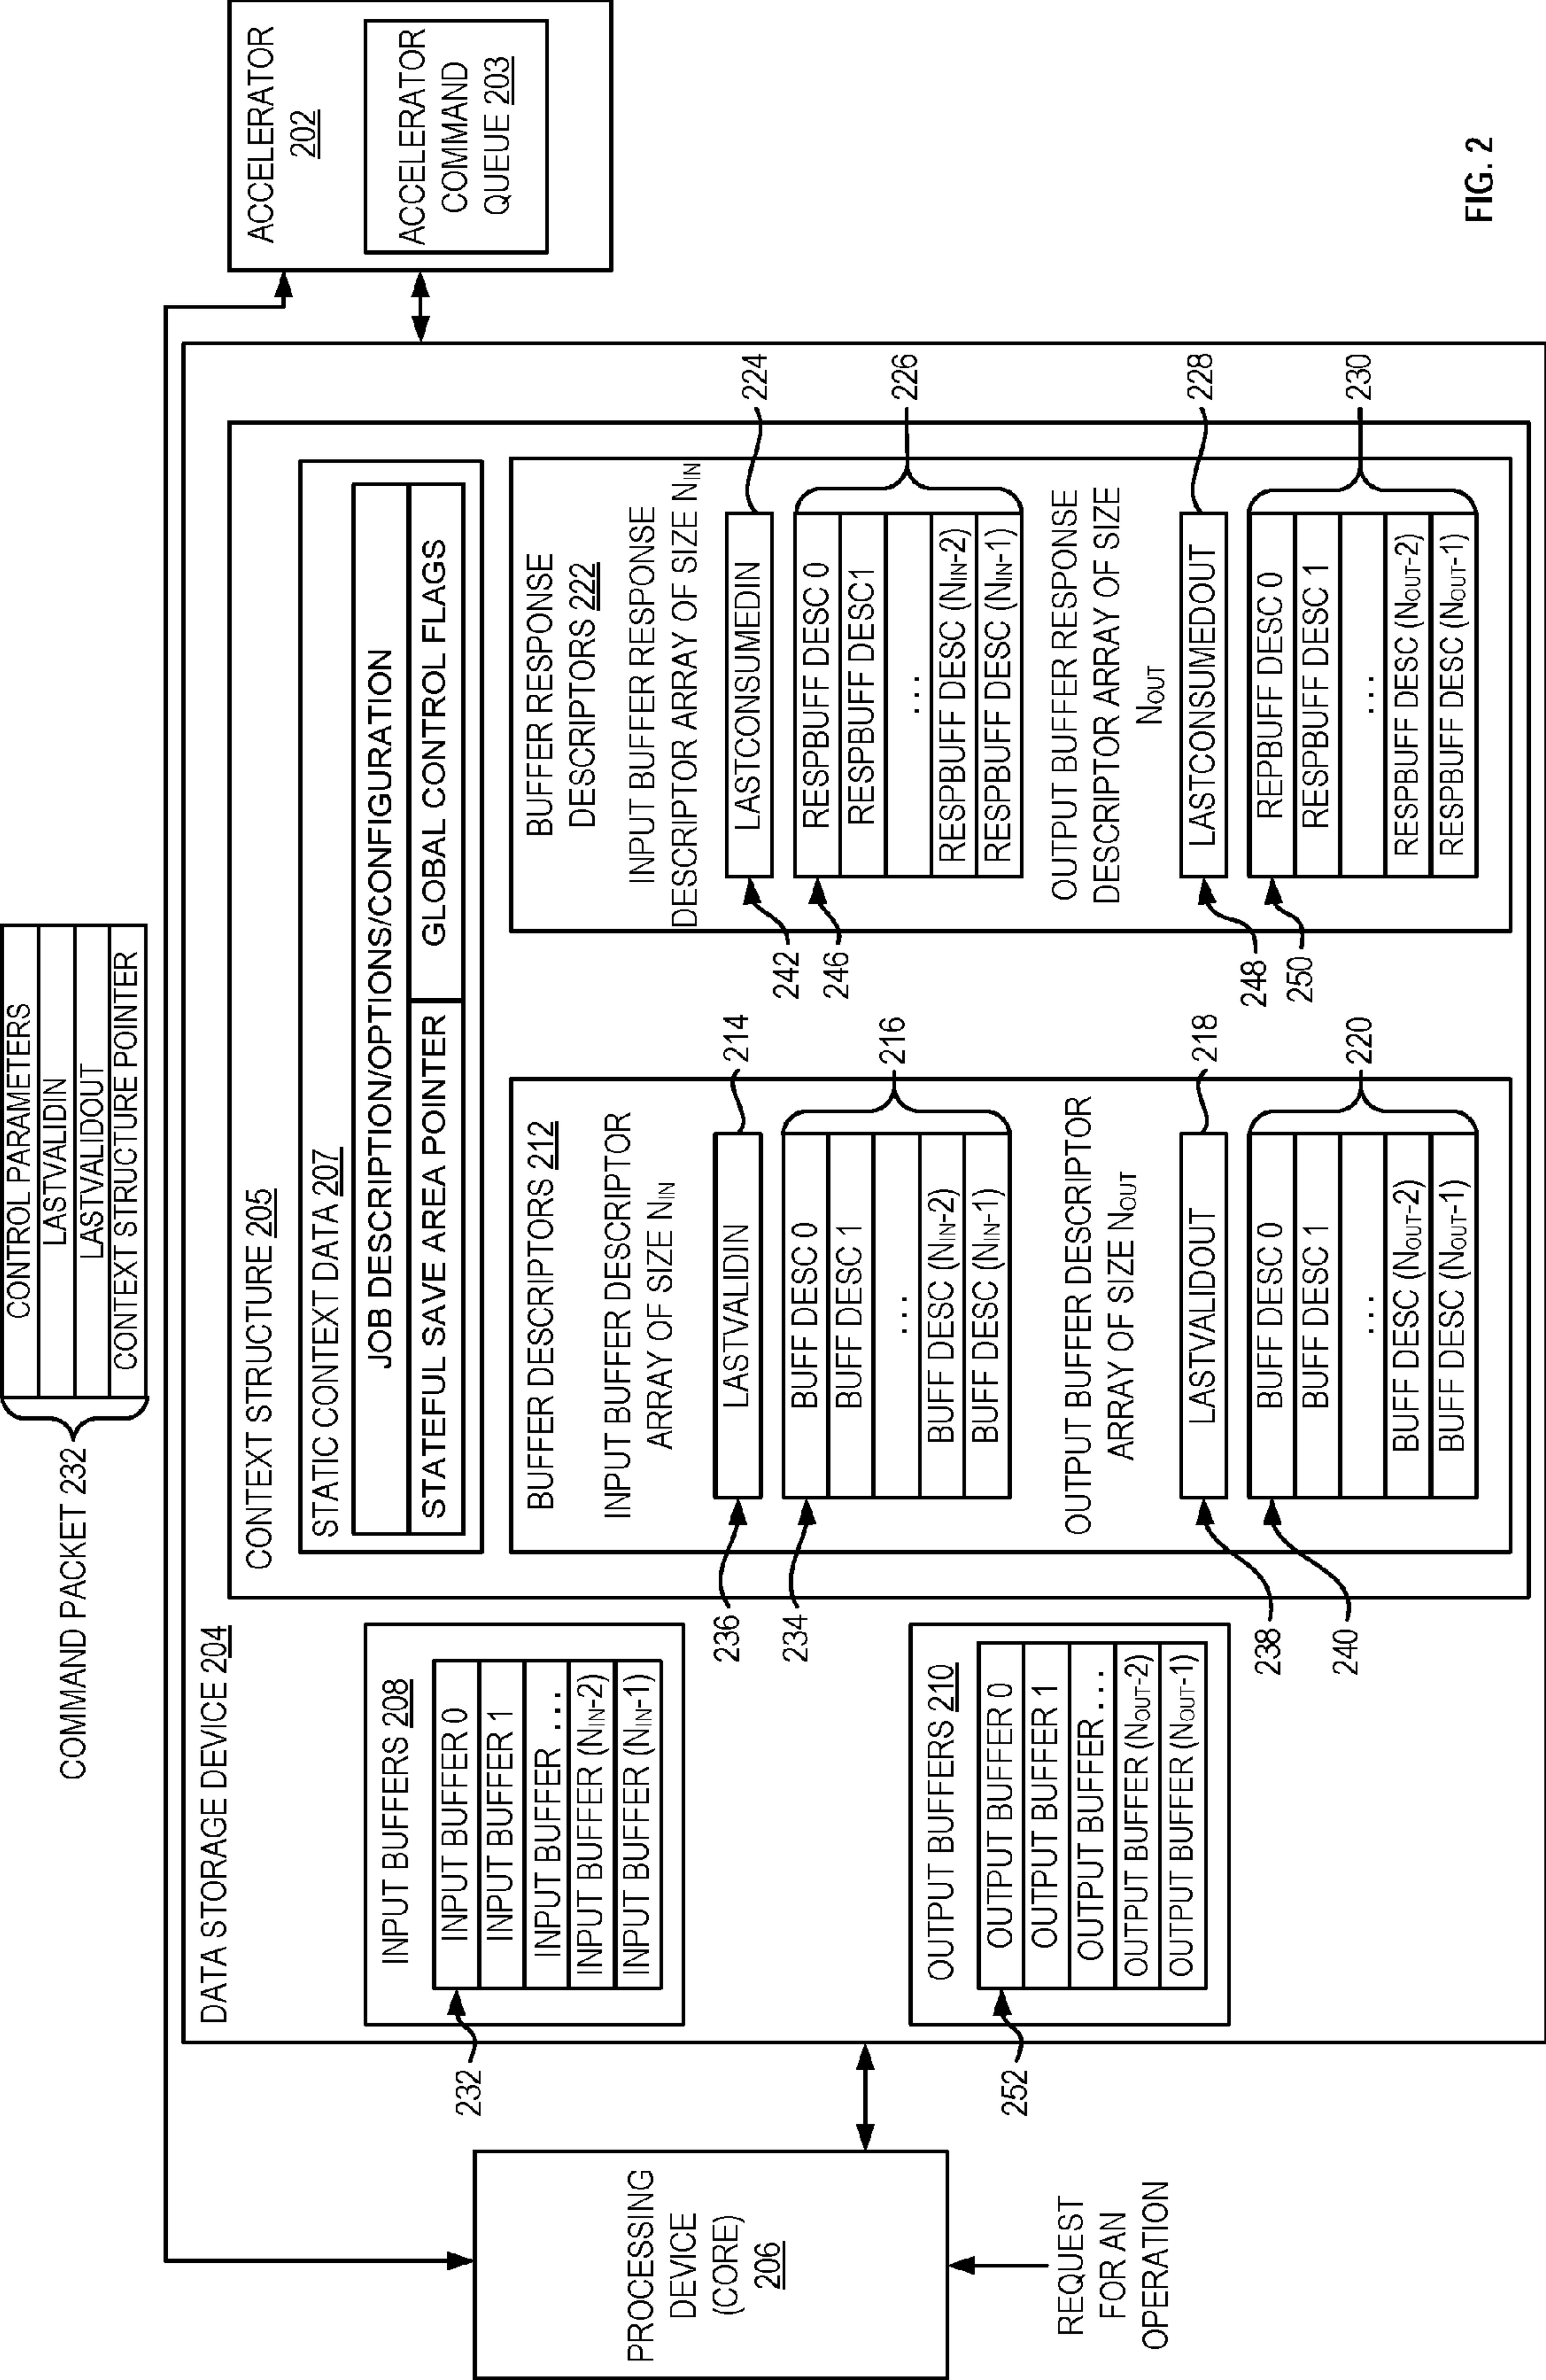 COMMAND PACKET 232
CONTROL PARAMETERS
LASTVALIDIN
LASTVALIDOUT
CONTEXT STRUCTURE POINTER
DATA STORAGE DEVICE 204
PROCESSING
DEVICE
(CORE)
206
REQUEST
FOR AN
OPERATION
INPUT BUFFERS 208
INPUT BUFFER 0
INPUT BUFFER 1
INPUT BUFFER ...
INPUT BUFFER (NIN-2)
INPUT BUFFER (NIN-1)
232
OUTPUT BUFFERS 210
OUTPUT BUFFER 0
OUTPUT BUFFER 1
OUTPUT BUFFER...
OUTPUT BUFFER (NOUT-2)
OUTPUT BUFFER (NOUT-1)
252
CONTEXT STRUCTURE 205
STATIC CONTEXT DATA 207
JOB DESCRIPTION/OPTIONS/CONFIGURATION
STATEFUL SAVE AREA POINTER
GLOBAL CONTROL FLAGS
BUFFER DESCRIPTORS 212
INPUT BUFFER DESCRIPTOR
ARRAY OF SIZE NIN
LASTVALIDIN
214
236
BUFF DESC 0
BUFF DESC 1
...
BUFF DESC (NIN-2)
BUFF DESC (NIN-1)
216
234
OUTPUT BUFFER DESCRIPTOR
ARRAY OF SIZE NOUT
LASTVALIDOUT
218
238
BUFF DESC 0
BUFF DESC 1
...
BUFF DESC (NOUT-2)
BUFF DESC (NOUT-1)
220
240
BUFFER RESPONSE
DESCRIPTORS 222
INPUT BUFFER RESPONSE
DESCRIPTOR ARRAY OF SIZE NIN
LASTCONSUMEDIN
224
242
RESPBUFF DESC 0
RESPBUFF DESC1
...
RESPBUFF DESC (NIN-2)
RESPBUFF DESC (NIN-1)
226
246
OUTPUT BUFFER RESPONSE
DESCRIPTOR ARRAY OF SIZE
NOUT
LASTCONSUMEDOUT
228
248
REPBUFF DESC 0
RESPBUFF DESC 1
...
RESPBUFF DESC (NOUT-2)
RESPBUFF DESC (NOUT-1)
230
250
ACCELERATOR
202
ACCELERATOR
COMMAND
QUEUE 203
FIG. 2